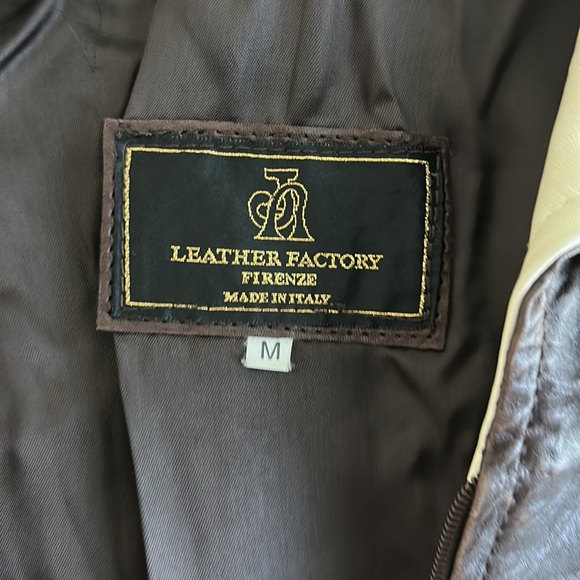 LEATHER FACTORY
FIRENZE
MADE IN ITALY
M